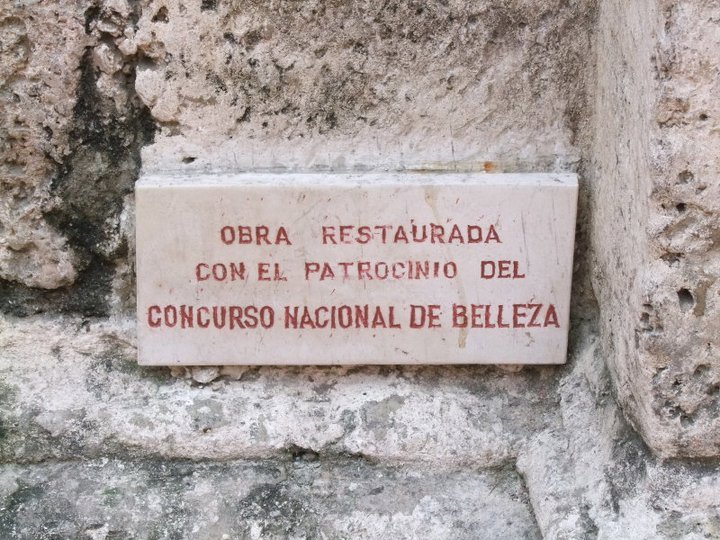 OBRA RESTAURADA
CON EL PATROCINIO DEL
CONCURSO NACIONAL DE BELLEZA